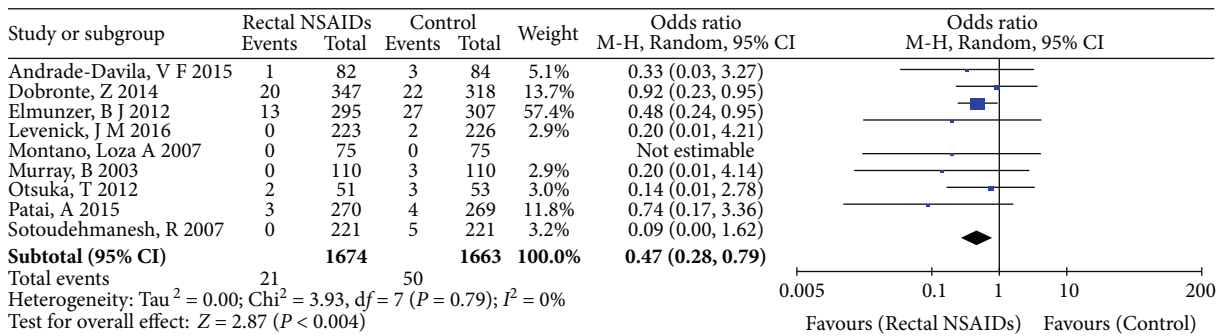 Study or subgroup Rectal NSAIDs Control Weight Odds ratio Odds ratio
Events Total Events Total M-H, Random, 95% CI M-H, Random, 95% CI
Andrade-Davila, V F 2015 1 82 3 84 5.1% 0.33 (0.03, 3.27)
Dobronte, Z 2014 20 347 22 318 13.7% 0.92 (0.23, 0.95)
Elmunzer, B J 2012 13 295 27 307 57.4% 0.48 (0.24, 0.95)
Levenick, J M 2016 0 223 2 226 2.9% 0.20 (0.01, 4.21)
Montano, Loza A 2007 0 75 0 75 Not estimable
Murray, B 2003 0 110 3 110 2.9% 0.20 (0.01, 4.14)
Otsuka, T 2012 2 51 3 53 3.0% 0.14 (0.01, 2.78)
Patai, A 2015 3 270 4 269 11.8% 0.74 (0.17, 3.36)
Sotoudehmanesh, R 2007 0 221 5 221 3.2% 0.09 (0.00, 1.62)
Subtotal (95% CI) 1674 1663 100.0% 0.47 (0.28, 0.79)
Total events 21 50
Heterogeneity: Tau² = 0.00; Chi² = 3.93, df = 7 (P = 0.79); I² = 0%
Test for overall effect: Z = 2.87 (P < 0.004)
0.005 0.1 1 10 200
Favours (Rectal NSAIDs) Favours (Control)